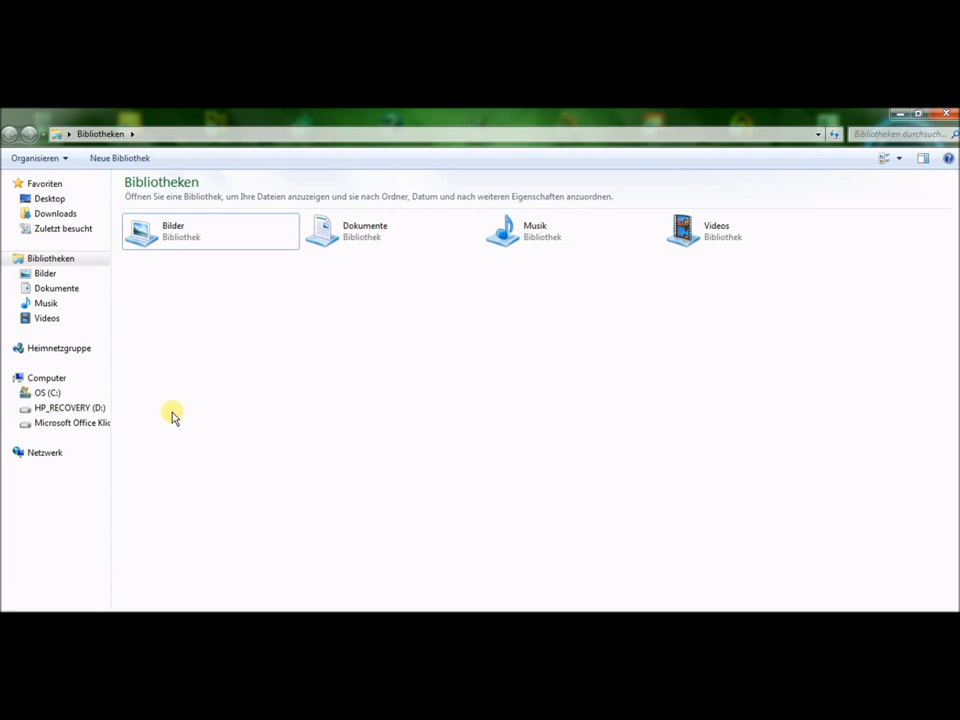 Bibliotheken
Bibliotheken durchsuch...
Organisieren
Neue Bibliothek
Favoriten
Desktop
Downloads
Zuletzt besucht
Bibliotheken
Bilder
Dokumente
Musik
Videos
Heimnetzgruppe
Computer
OS (C:)
HP_RECOVERY (D:)
Microsoft Office Klic
Netzwerk
Bibliotheken
Öffnen Sie eine Bibliothek, um Ihre Dateien anzuzeigen und sie nach Ordner, Datum und nach weiteren Eigenschaften anzuordnen.
Bilder
Bibliothek
Dokumente
Bibliothek
Musik
Bibliothek
Videos
Bibliothek